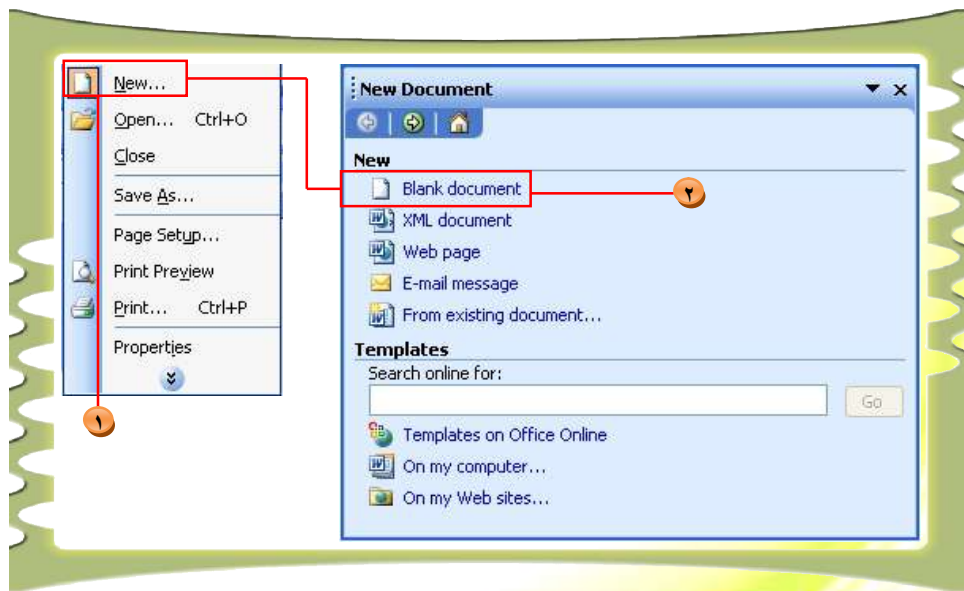 New...
Open... Ctrl+O
Close
Save As...
Page Setup...
Print Preview
Print... Ctrl+P
Properties
۱
New Document
New
Blank document
۲
XML document
Web page
E-mail message
From existing document...
Templates
Search online for:
Go
Templates on Office Online
On my computer...
On my Web sites...